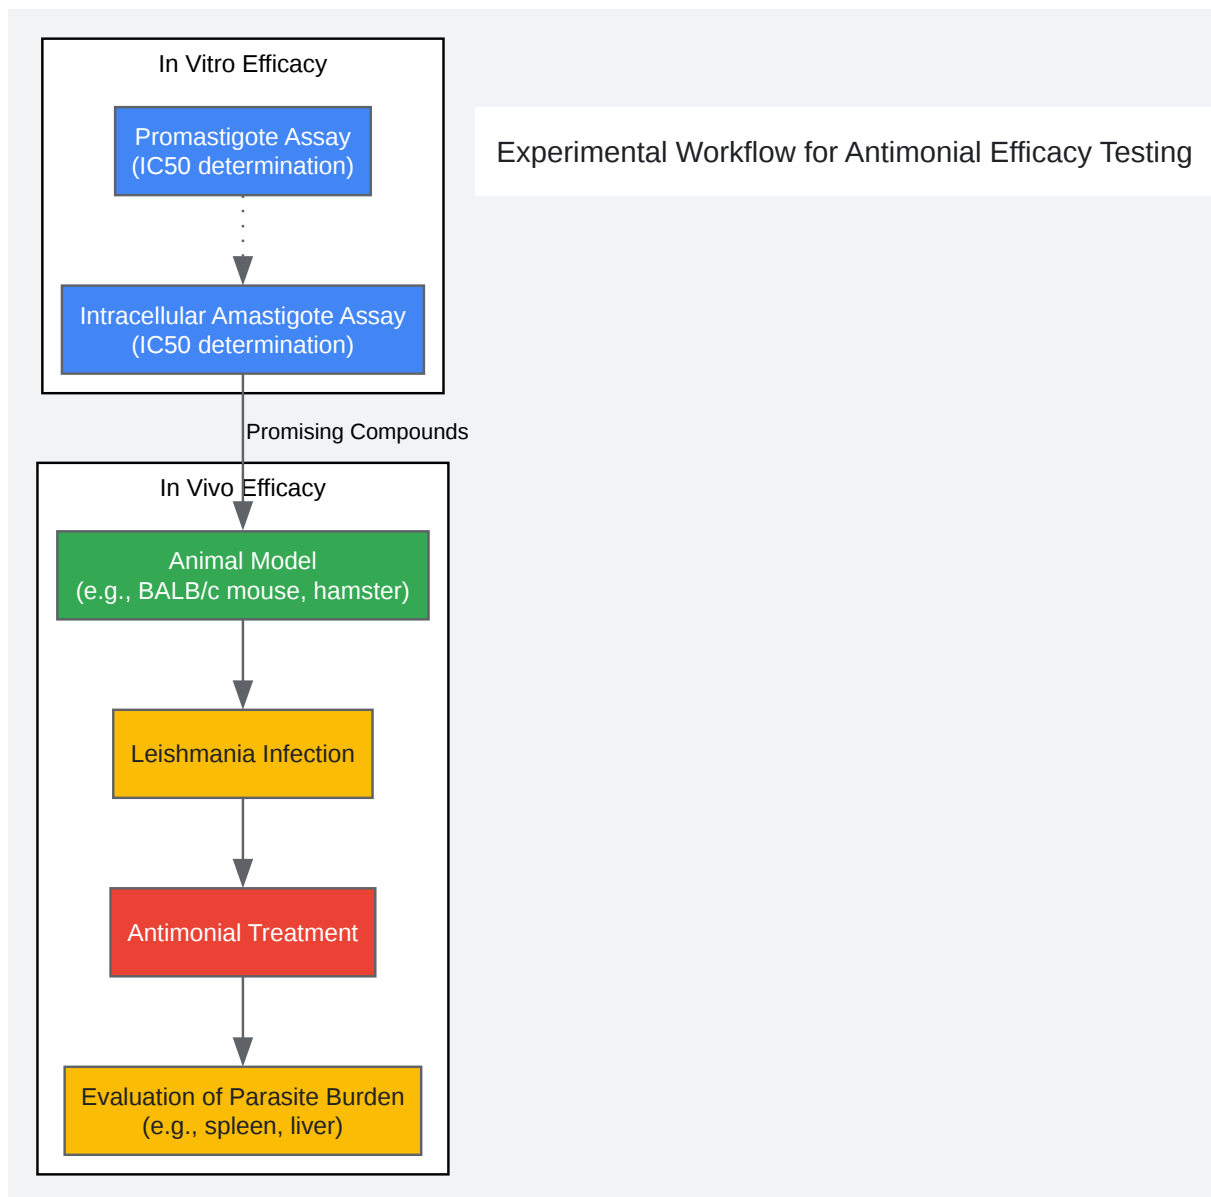 In Vitro Efficacy
Promastigote Assay
(IC50 determination)
Experimental Workflow for Antimonial Efficacy Testing
Intracellular Amastigote Assay
(IC50 determination)
Promising Compounds
In Vivo Efficacy
Animal Model
(e.g., BALB/c mouse, hamster)
Leishmania Infection
Antimonial Treatment
Evaluation of Parasite Burden
(e.g., spleen, liver)